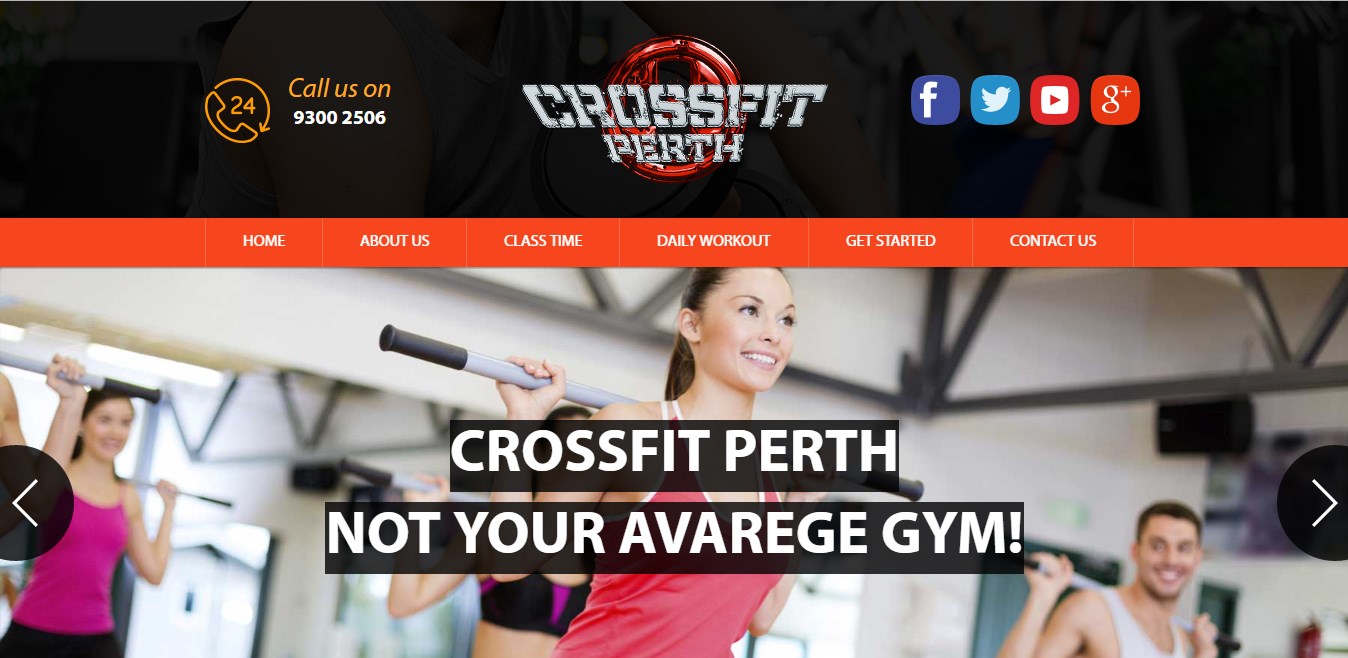 Call us on
24
9300 2506
CROSSFIT
PERTH
f
g+
HOME ABOUT US CLASS TIME DAILY WORKOUT GET STARTED CONTACT US
CROSSFIT PERTH
NOT YOUR AVAREGE GYM!